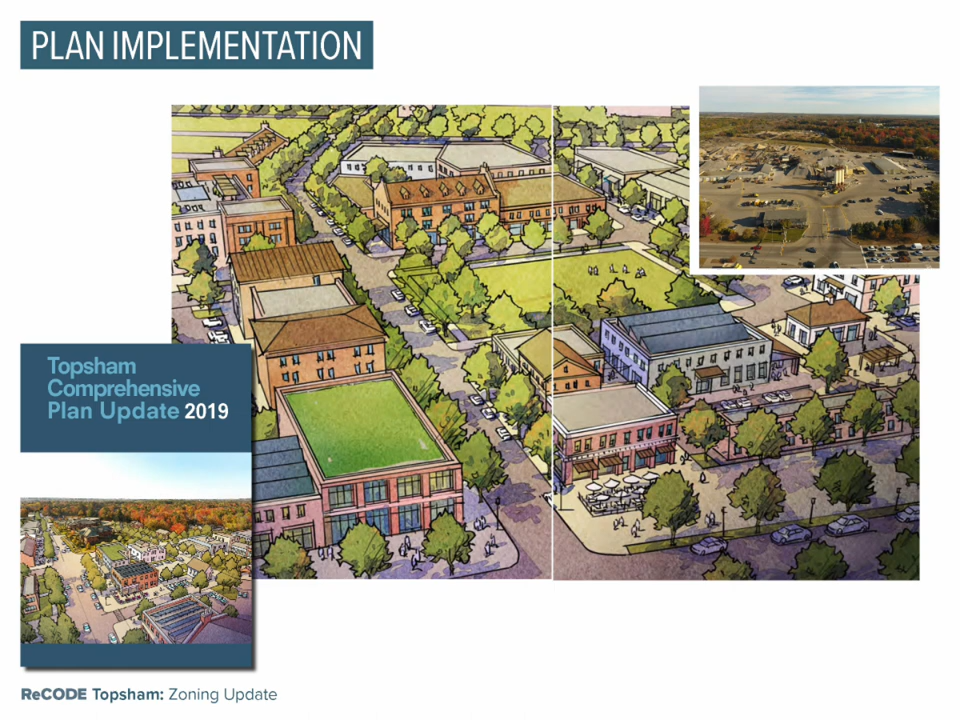 PLAN IMPLEMENTATION
Topsham
Comprehensive
Plan Update 2019
ReCODE Topsham: Zoning Update